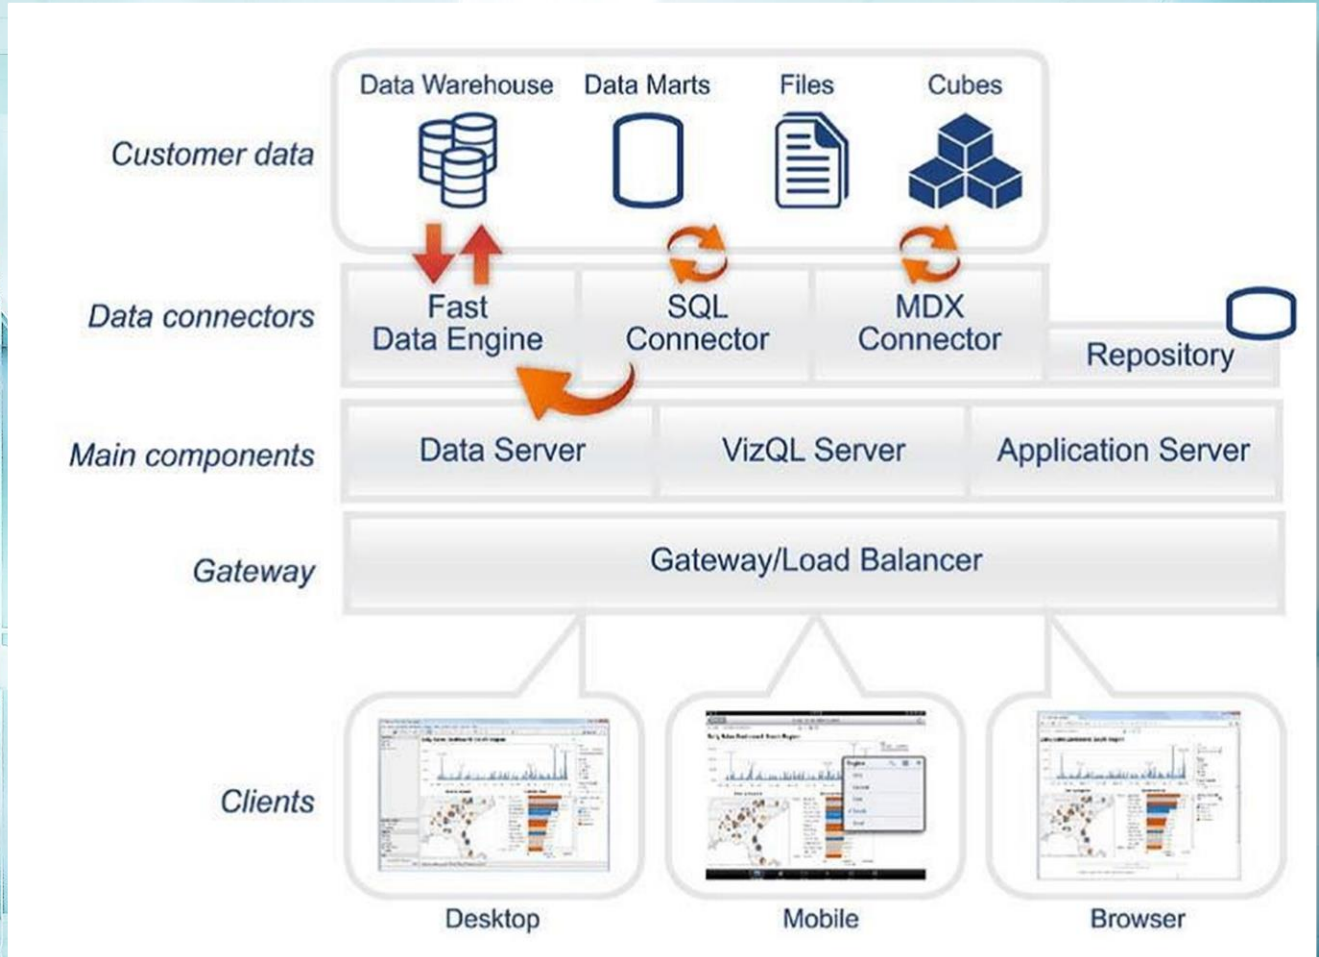 Data Warehouse
Data Marts
Files
Cubes
Customer data
Data connectors
Fast
Data Engine
SQL
Connector
MDX
Connector
Repository
Main components
Data Server
VizQL Server
Application Server
Gateway
Gateway/Load Balancer
Clients
Desktop
Mobile
Browser